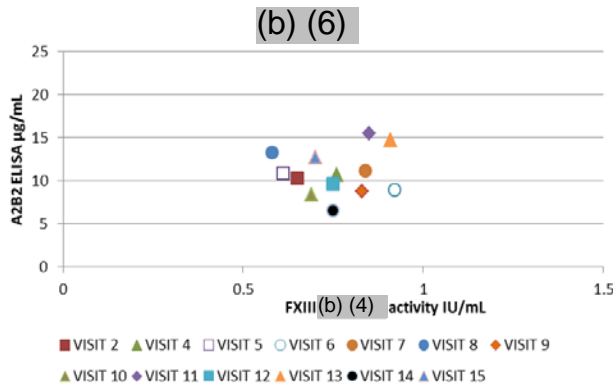 (b) (6)
25
20
15
10
5
0
A2B2 ELISA µg/mL
0 0.5 1 1.5
FXIII (b) (4) activity IU/mL
VISIT 2 VISIT 4 VISIT 5 VISIT 6 VISIT 7 VISIT 8 VISIT 9
VISIT 10 VISIT 11 VISIT 12 VISIT 13 VISIT 14 VISIT 15